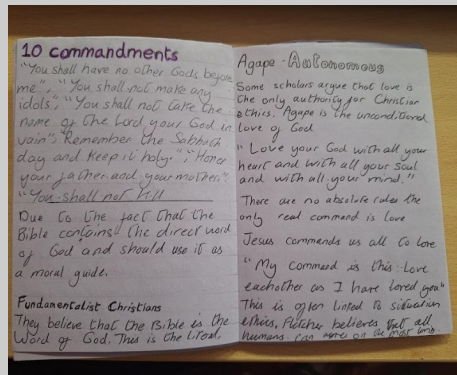 10 commandments
"You shall have no other Gods before
me", "You shall not make any
idols", "You shall not take the
name of the Lord your God in
vain", Remember the Sabbath
day and keep it holy", "Honor
your father and your mother",
"You shall not kill
Due to the fact that the
Bible contains the direct word
of God and should use it as
a moral guide.
Fundamentalist Christians
They believe that the Bible is the
Word of God. This is the literal,
Agape - Autonomous
Some scholars argue that love is
the only authority for Christian
ethics. Agape is the unconditional
love of God
"Love your God with all your
heart and with all your soul
and with all your mind."
There are no absolute rules the
only real command is love
Jesus commands us all to love
"My command is this: Love
eachother as I have loved you"
This is often linked to situation
ethics, Fletcher believes that all
humans can on the most